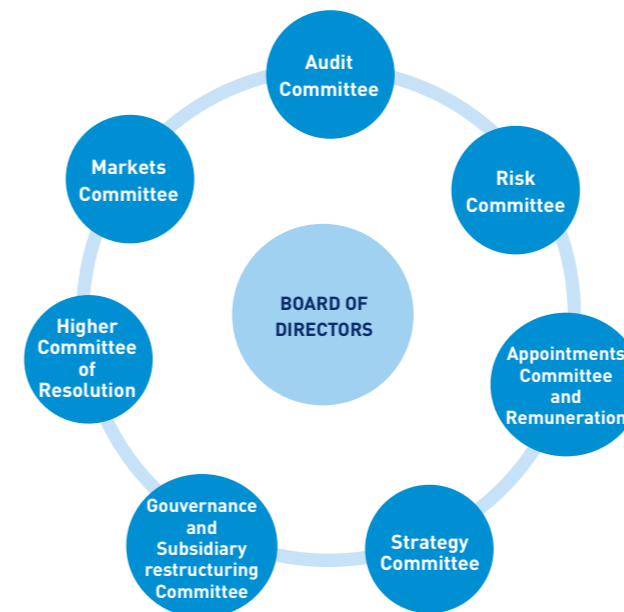 Audit
Committee
Risk
Committee
Appointments
Committee
and
Remuneration
Strategy
Committee
Gouvernance
and
Subsidiary
restructuring
Committee
Higher
Committee
of
Resolution
Markets
Committee
BOARD OF
DIRECTORS